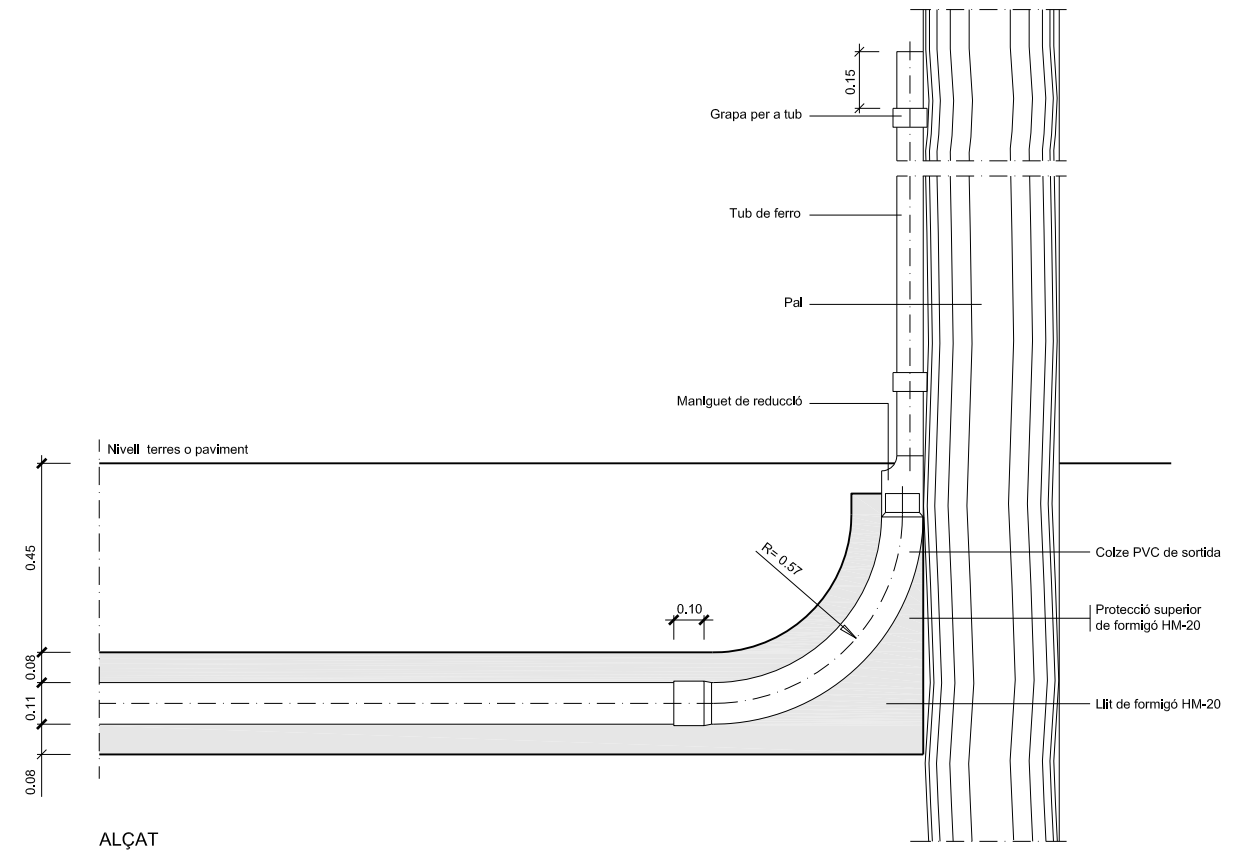 0.15
Grapa per a tub
Tub de ferro
Pal
Maniguet de reducció
Nivell terres o paviment
0.45
R= 0.57
Colze PVC de sortida
0.10
Protecció superior
de formigó HM-20
0.08
0.11
Llit de formigó HM-20
0.08
ALÇAT